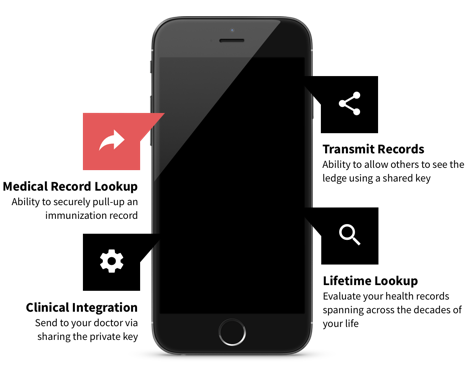 Medical Record Lookup
Ability to securely pull-up an
immunization record
Clinical Integration
Send to your doctor via
sharing the private key
Transmit Records
Ability to allow others to see the
ledge using a shared key
Lifetime Lookup
Evaluate your health records
spanning across the decades of
your life